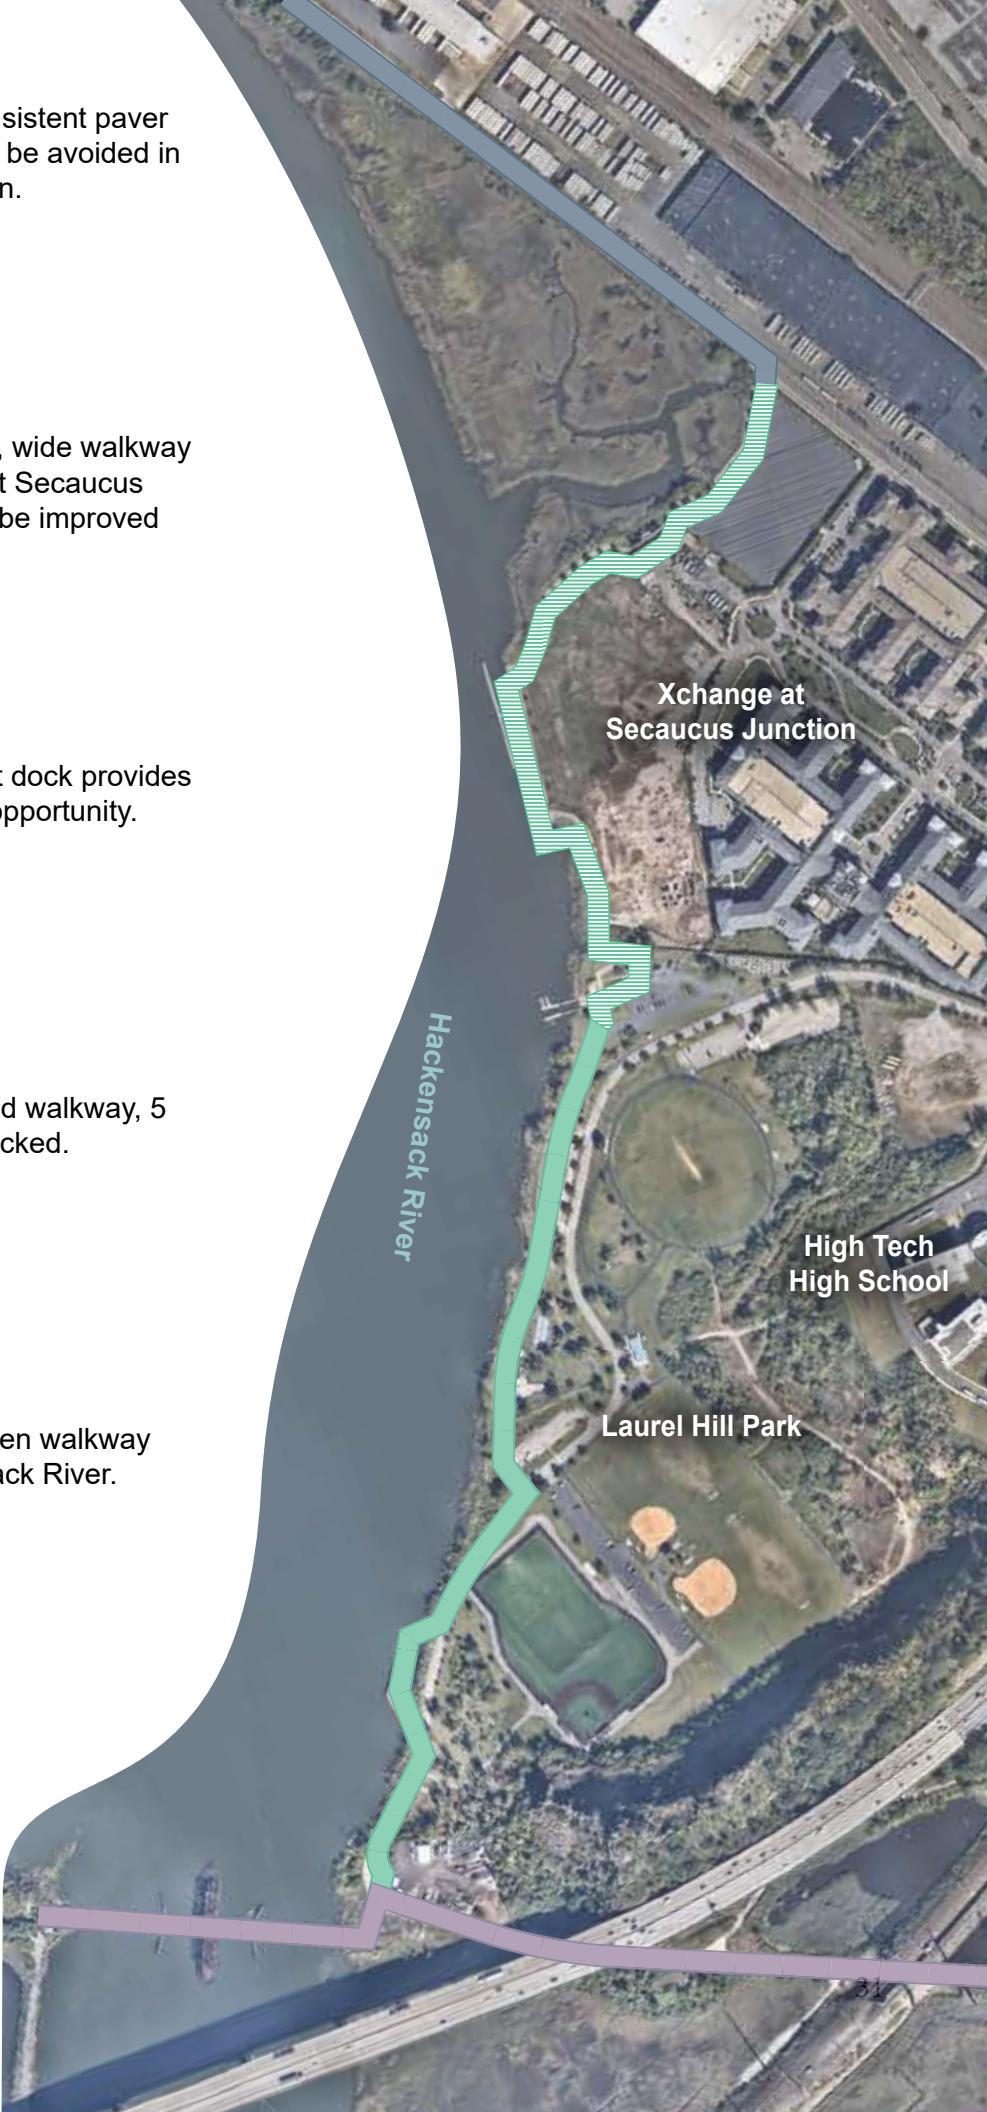 sistent paver
be avoided in
n.
, wide walkway
t Secaucus
be improved
Xchange at
Secaucus Junction
t dock provides
opportunity.
Hackensack River
d walkway, 5
cked.
High Tech
High School
en walkway
ack River.
Laurel Hill Park
31